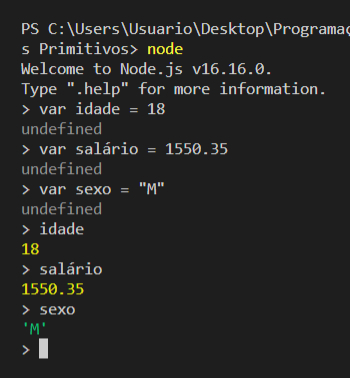 PS C:\Users\Usuario\Desktop\Programaç
s Primitivos> node
Welcome to Node.js v16.16.0.
Type ".help" for more information.
> var idade = 18
undefined
> var salário = 1550.35
undefined
> var sexo = "M"
undefined
> idade
18
> salário
1550.35
> sexo
'M'
>